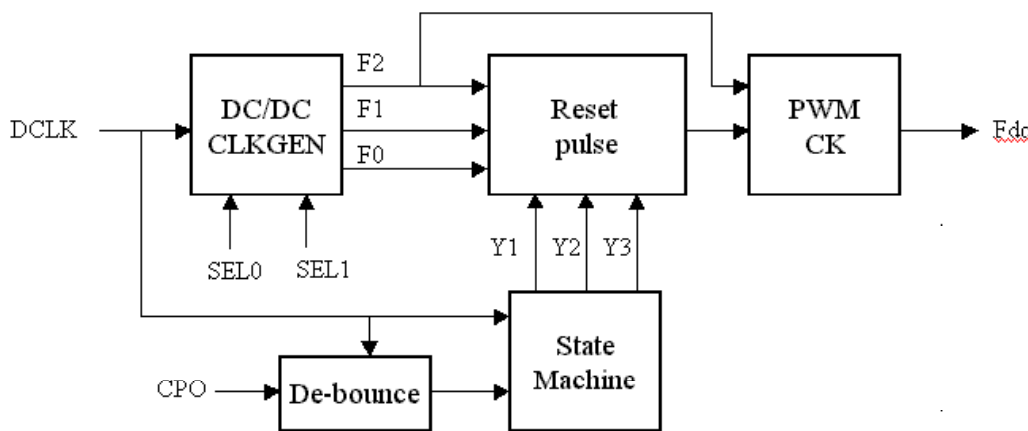 F2
DC/DC
CLKGEN
F1
F0
DCLK
Reset
pulse
PWM
CK
Fdc
SEL0
SEL1
Y1
Y2
Y3
State
Machine
CPO
De-bounce